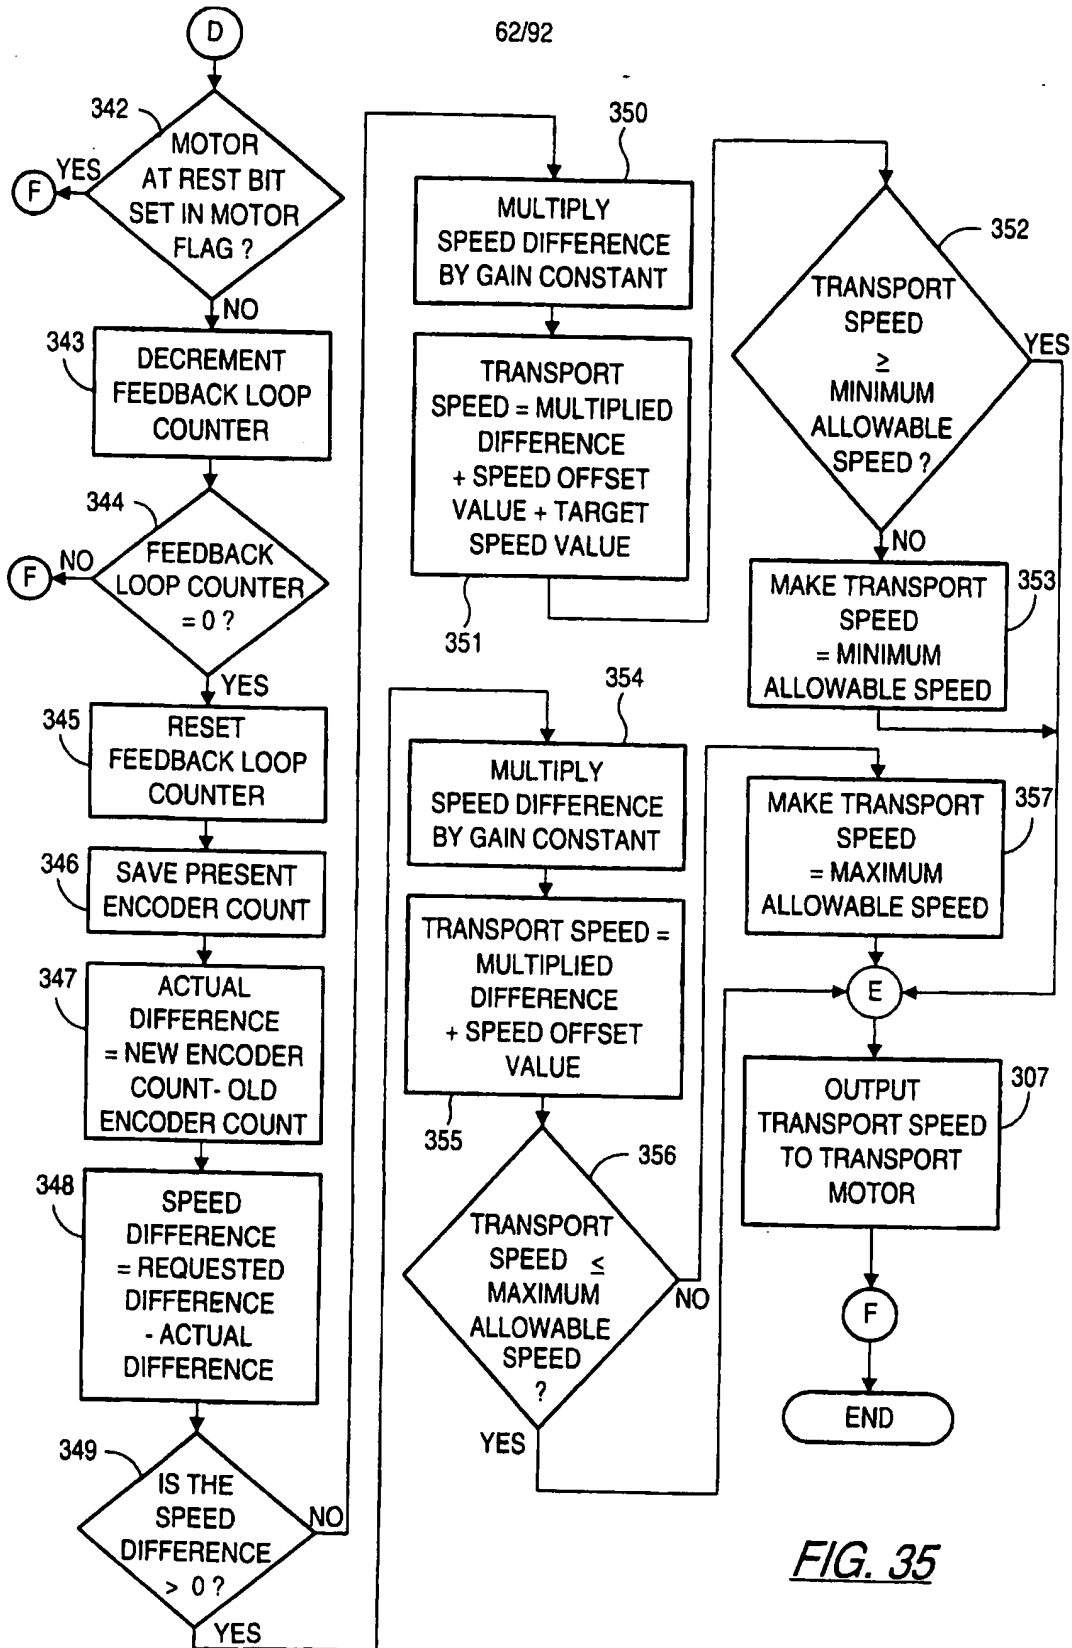 62/92
D
342
MOTOR
AT REST BIT
SET IN MOTOR
FLAG ?
YES
F
NO
343
DECREMENT
FEEDBACK LOOP
COUNTER
344
FEEDBACK
LOOP COUNTER
= 0 ?
NO
F
YES
345
RESET
FEEDBACK LOOP
COUNTER
346
SAVE PRESENT
ENCODER COUNT
347
ACTUAL
DIFFERENCE
= NEW ENCODER
COUNT- OLD
ENCODER COUNT
348
SPEED
DIFFERENCE
= REQUESTED
DIFFERENCE
- ACTUAL
DIFFERENCE
349
IS THE
SPEED
DIFFERENCE
> 0 ?
NO
YES
350
MULTIPLY
SPEED DIFFERENCE
BY GAIN CONSTANT
TRANSPORT
SPEED = MULTIPLIED
DIFFERENCE
+ SPEED OFFSET
VALUE + TARGET
SPEED VALUE
351
352
TRANSPORT
SPEED
≥
MINIMUM
ALLOWABLE
SPEED ?
YES
NO
353
MAKE TRANSPORT
SPEED
= MINIMUM
ALLOWABLE SPEED
354
MULTIPLY
SPEED DIFFERENCE
BY GAIN CONSTANT
TRANSPORT SPEED =
MULTIPLIED
DIFFERENCE
+ SPEED OFFSET
VALUE
355
356
TRANSPORT
SPEED ≤
MAXIMUM
ALLOWABLE
SPEED
?
NO
YES
357
MAKE TRANSPORT
SPEED
= MAXIMUM
ALLOWABLE SPEED
E
307
OUTPUT
TRANSPORT SPEED
TO TRANSPORT
MOTOR
F
END
FIG. 35